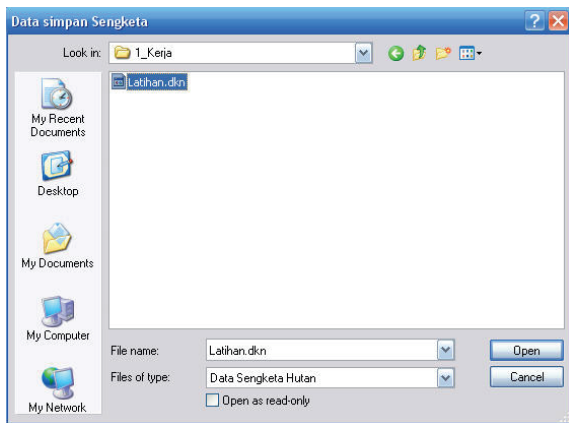 Data simpan Sengketa
Look in:
1_Kerja
Latihan.dkn
My Recent
Documents
Desktop
My Documents
My Computer
My Network
File name:
Latihan.dkn
Open
Files of type:
Data Sengketa Hutan
Cancel
Open as read-only